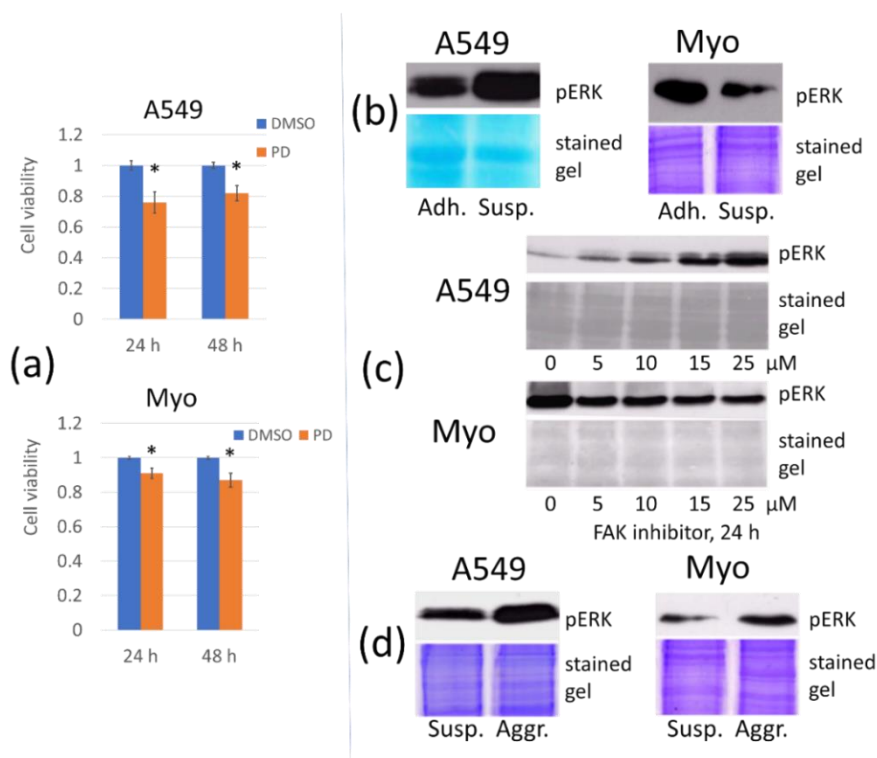 (a)
A549
DMSO
PD
Cell viability
1.2
1
0.8
0.6
0.4
0.2
0
*
*
24 h
48 h
Myo
DMSO PD
Cell viability
1.2
1
0.8
0.6
0.4
0.2
0
*
*
24 h
48 h
(b)
A549
pERK
stained
gel
Adh. Susp.
Myo
pERK
stained
gel
Adh. Susp.
(c)
A549
pERK
stained
gel
0 5 10 15 25 μM
Myo
pERK
stained
gel
0 5 10 15 25 μM
FAK inhibitor, 24 h
(d)
A549
pERK
stained
gel
Susp. Aggr.
Myo
pERK
stained
gel
Susp. Aggr.